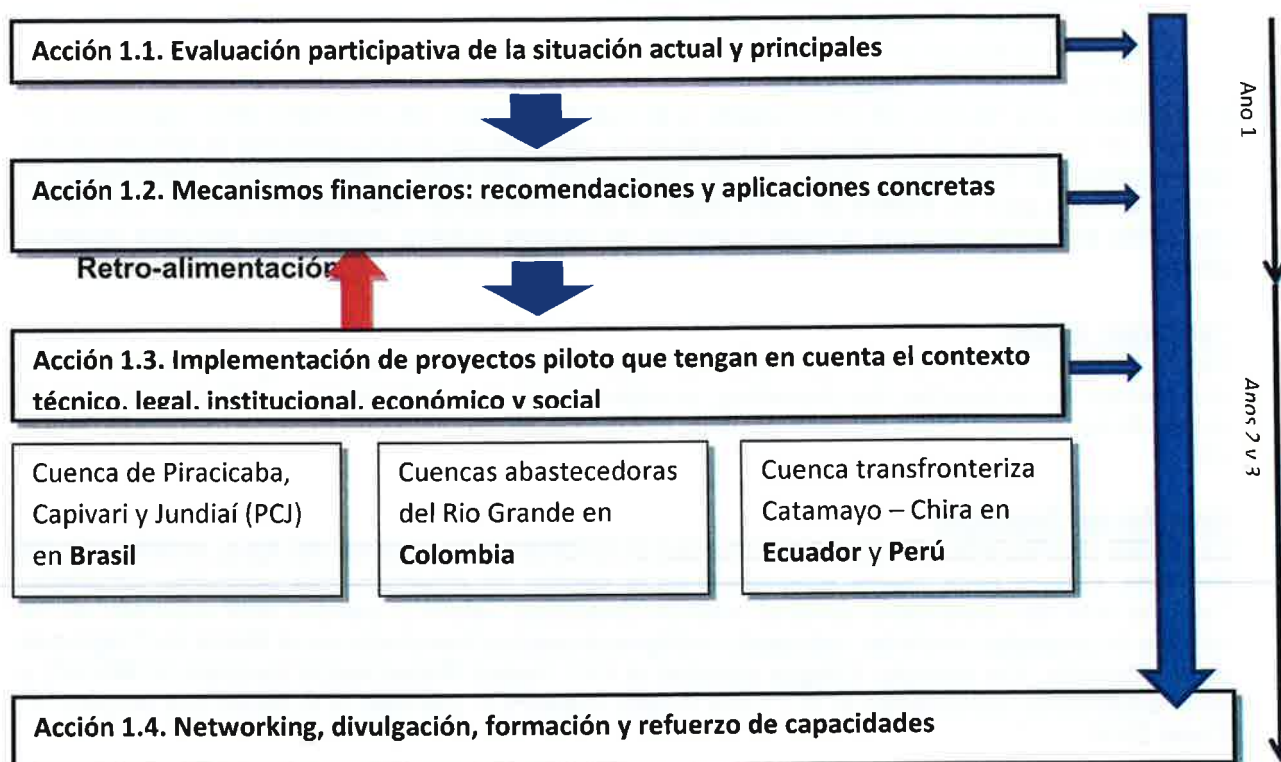 Acción 1.1. Evaluación participativa de la situación actual y principales
Ano 1
Acción 1.2. Mecanismos financieros: recomendaciones y aplicaciones concretas
Retro-alimentación
Acción 1.3. Implementación de proyectos piloto que tengan en cuenta el contexto
técnico, legal, institucional, económico y social
Anos 2 y 3
Cuenca de Piracicaba,
Capivari y Jundiaí (PCJ)
en Brasil
Cuencas abastecedoras
del Rio Grande en
Colombia
Cuenca transfronteriza
Catamayo – Chira en
Ecuador y Perú
Acción 1.4. Networking, divulgación, formación y refuerzo de capacidades